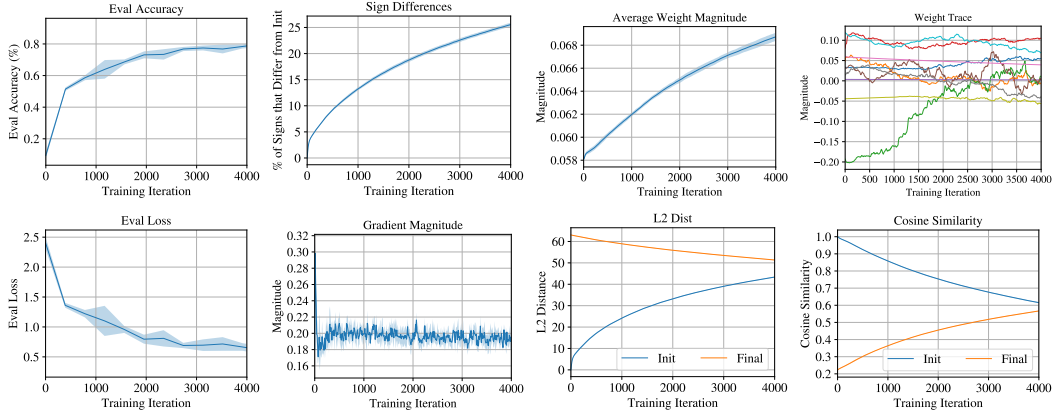 Eval Accuracy
Eval Accuracy (%)
0.8
0.6
0.4
0.2
0 1000 2000 3000 4000
Training Iteration
Sign Differences
% of Signs that Differ from Init
25
20
15
10
5
0
0 1000 2000 3000 4000
Training Iteration
Average Weight Magnitude
Magnitude
0.068
0.066
0.064
0.062
0.060
0.058
0 1000 2000 3000 4000
Training Iteration
Weight Trace
Magnitude
0.10
0.05
0.00
−0.05
−0.10
−0.15
−0.20
0 500 1000 1500 2000 2500 3000 3500 4000
Training Iteration
Eval Loss
Eval Loss
2.5
2.0
1.5
1.0
0.5
0 1000 2000 3000 4000
Training Iteration
Gradient Magnitude
Magnitude
0.32
0.30
0.28
0.26
0.24
0.22
0.20
0.18
0.16
0 1000 2000 3000 4000
Training Iteration
L2 Dist
L2 Distance
60
50
40
30
20
10
0
Init Final
0 1000 2000 3000 4000
Training Iteration
Cosine Similarity
Cosine Similarity
1.0
0.9
0.8
0.7
0.6
0.5
0.4
0.3
0.2
Init Final
0 1000 2000 3000 4000
Training Iteration